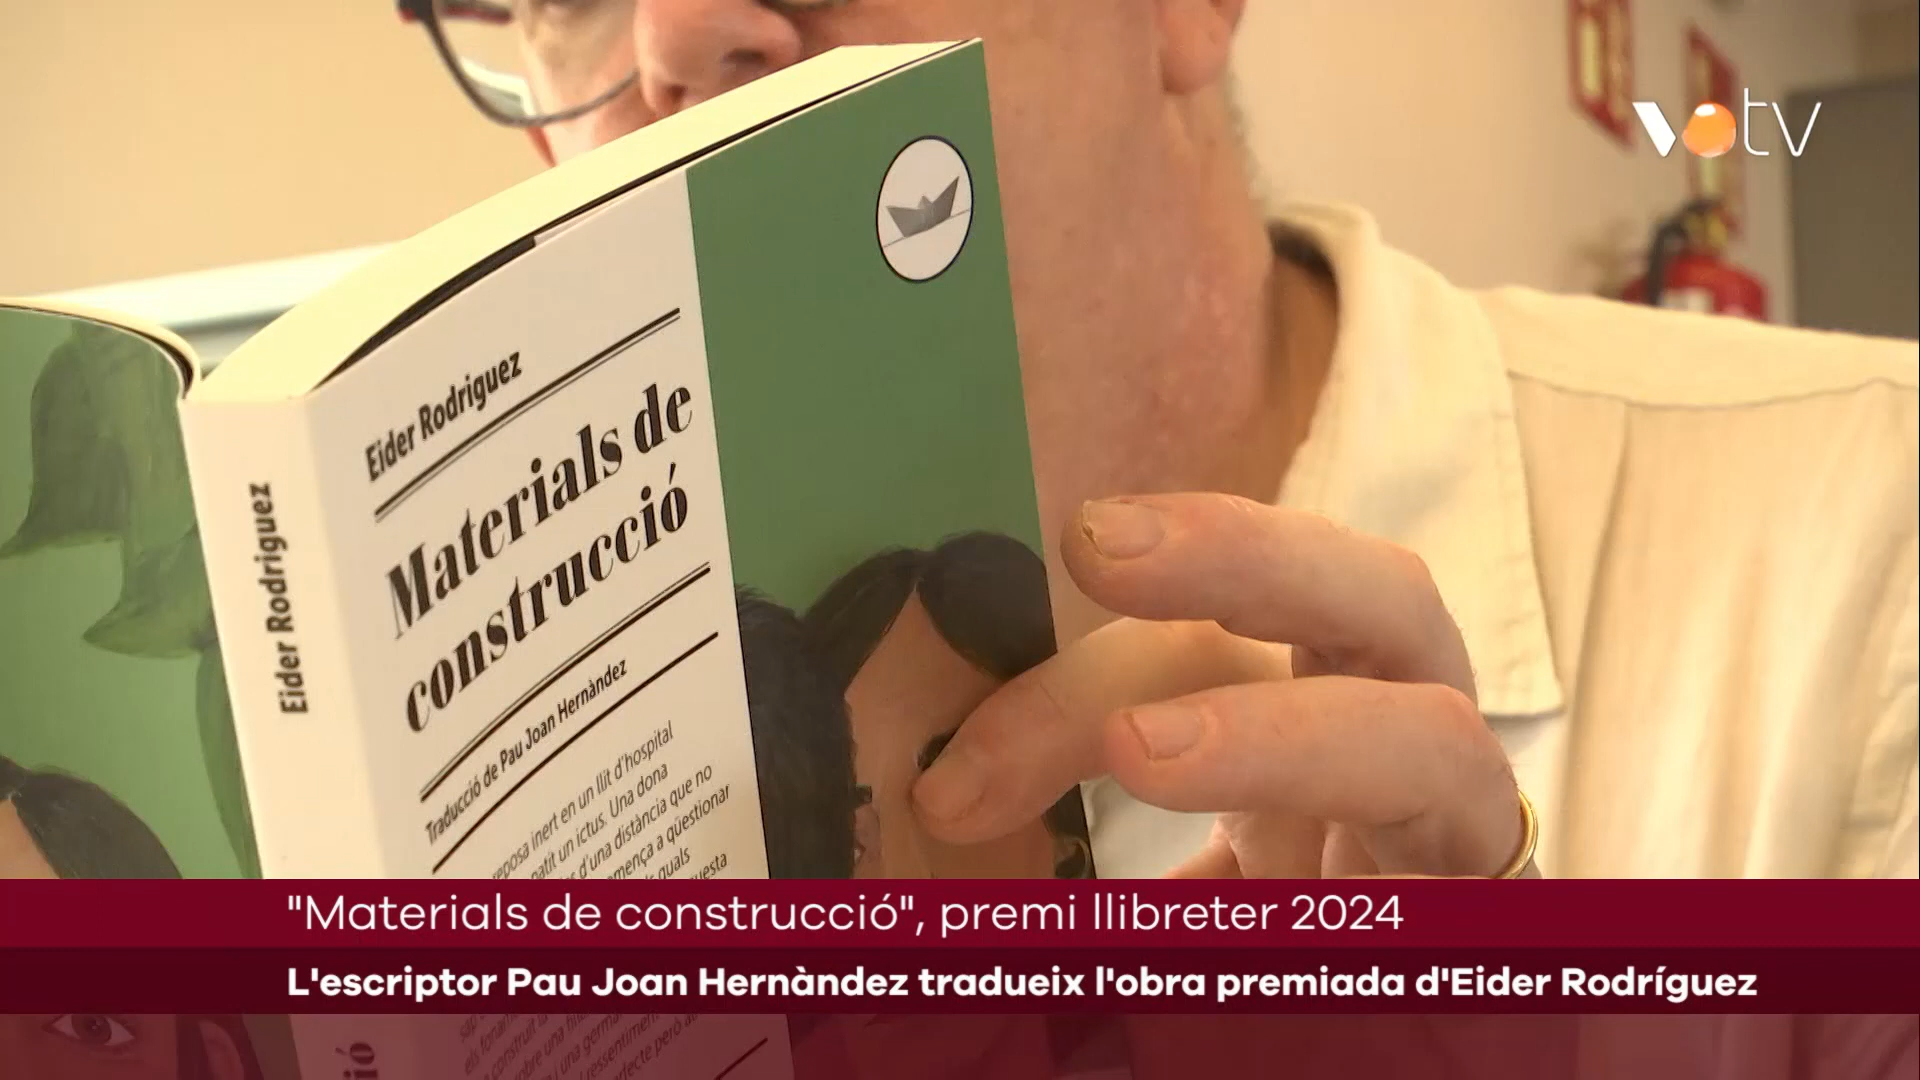 votv
Eider Rodriguez
Materials de
construcció
Traducció de Pau Joan Hernàndez
reposa inert en un llit d'hospital
patit un ictus. Una dona
d'una distància que no
comença a qüestionar
quals
Eider Rodriguez
"Materials de construcció", premi llibreter 2024
L'escriptor Pau Joan Hernàndez tradueix l'obra premiada d'Eider Rodríguez